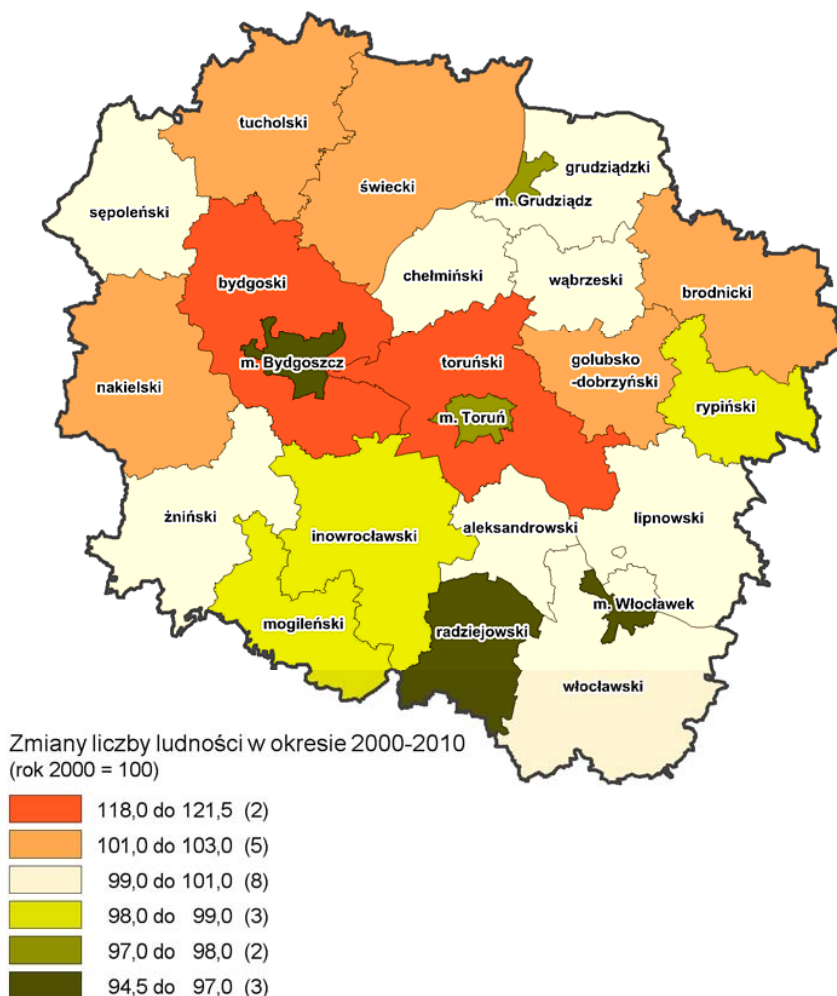 tucholski
świecki
grudziądzki
m. Grudziądz
sępoleński
bydgoski
chełmiński
wąbrzeski
brodnicki
m. Bydgoszcz
toruński
golubsko
-dobrzyński
nakielski
m. Toruń
rypiński
żniński
inowrocławski
aleksandrowski
lipnowski
mogileński
radziejowski
m. Włocławek
włocławski
Zmiany liczby ludności w okresie 2000-2010
(rok 2000 = 100)
118,0 do 121,5 (2)
101,0 do 103,0 (5)
99,0 do 101,0 (8)
98,0 do 99,0 (3)
97,0 do 98,0 (2)
94,5 do 97,0 (3)